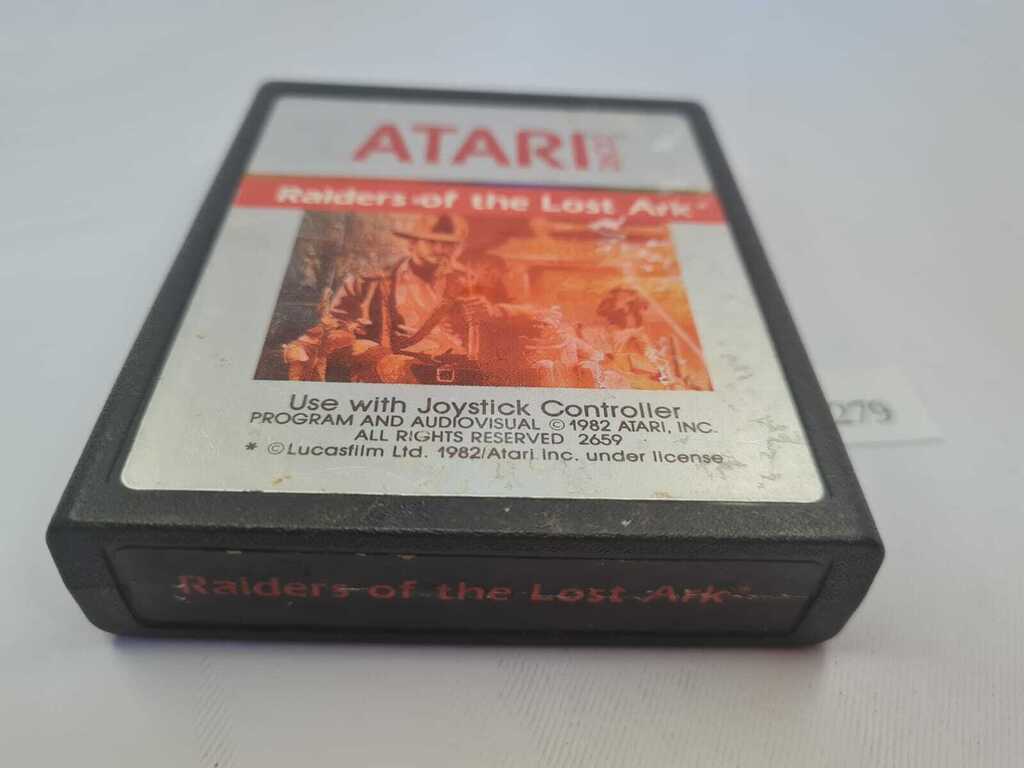 ATARI 2600
Raiders of the Lost Ark*
Use with Joystick Controller
PROGRAM AND AUDIOVISUAL © 1982 ATARI, INC.
ALL RIGHTS RESERVED 2659
* © Lucasfilm Ltd. 1982/Atari Inc. under license
279
Raiders of the Lost Ark*